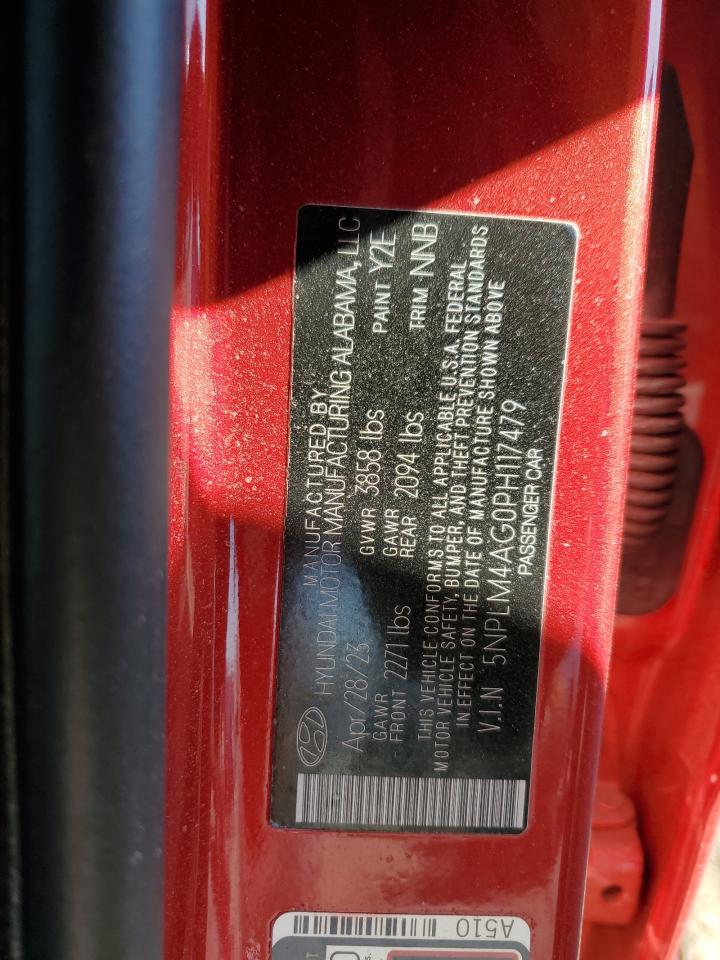 MANUFACTURED BY
HYUNDAI MOTOR MANUFACTURING ALABAMA, LLC
Apr/28/23 GVWR 3858 lbs PAINT Y2E
GAWR FRONT 2271 lbs GAWR REAR 2094 lbs TRIM NNB
THIS VEHICLE CONFORMS TO ALL APPLICABLE U.S.A. FEDERAL
MOTOR VEHICLE SAFETY, BUMPER, AND THEFT PREVENTION STANDARDS
IN EFFECT ON THE DATE OF MANUFACTURE SHOWN ABOVE
V.I.N 5NPLM4AG0PH117479
PASSENGER CAR
A510